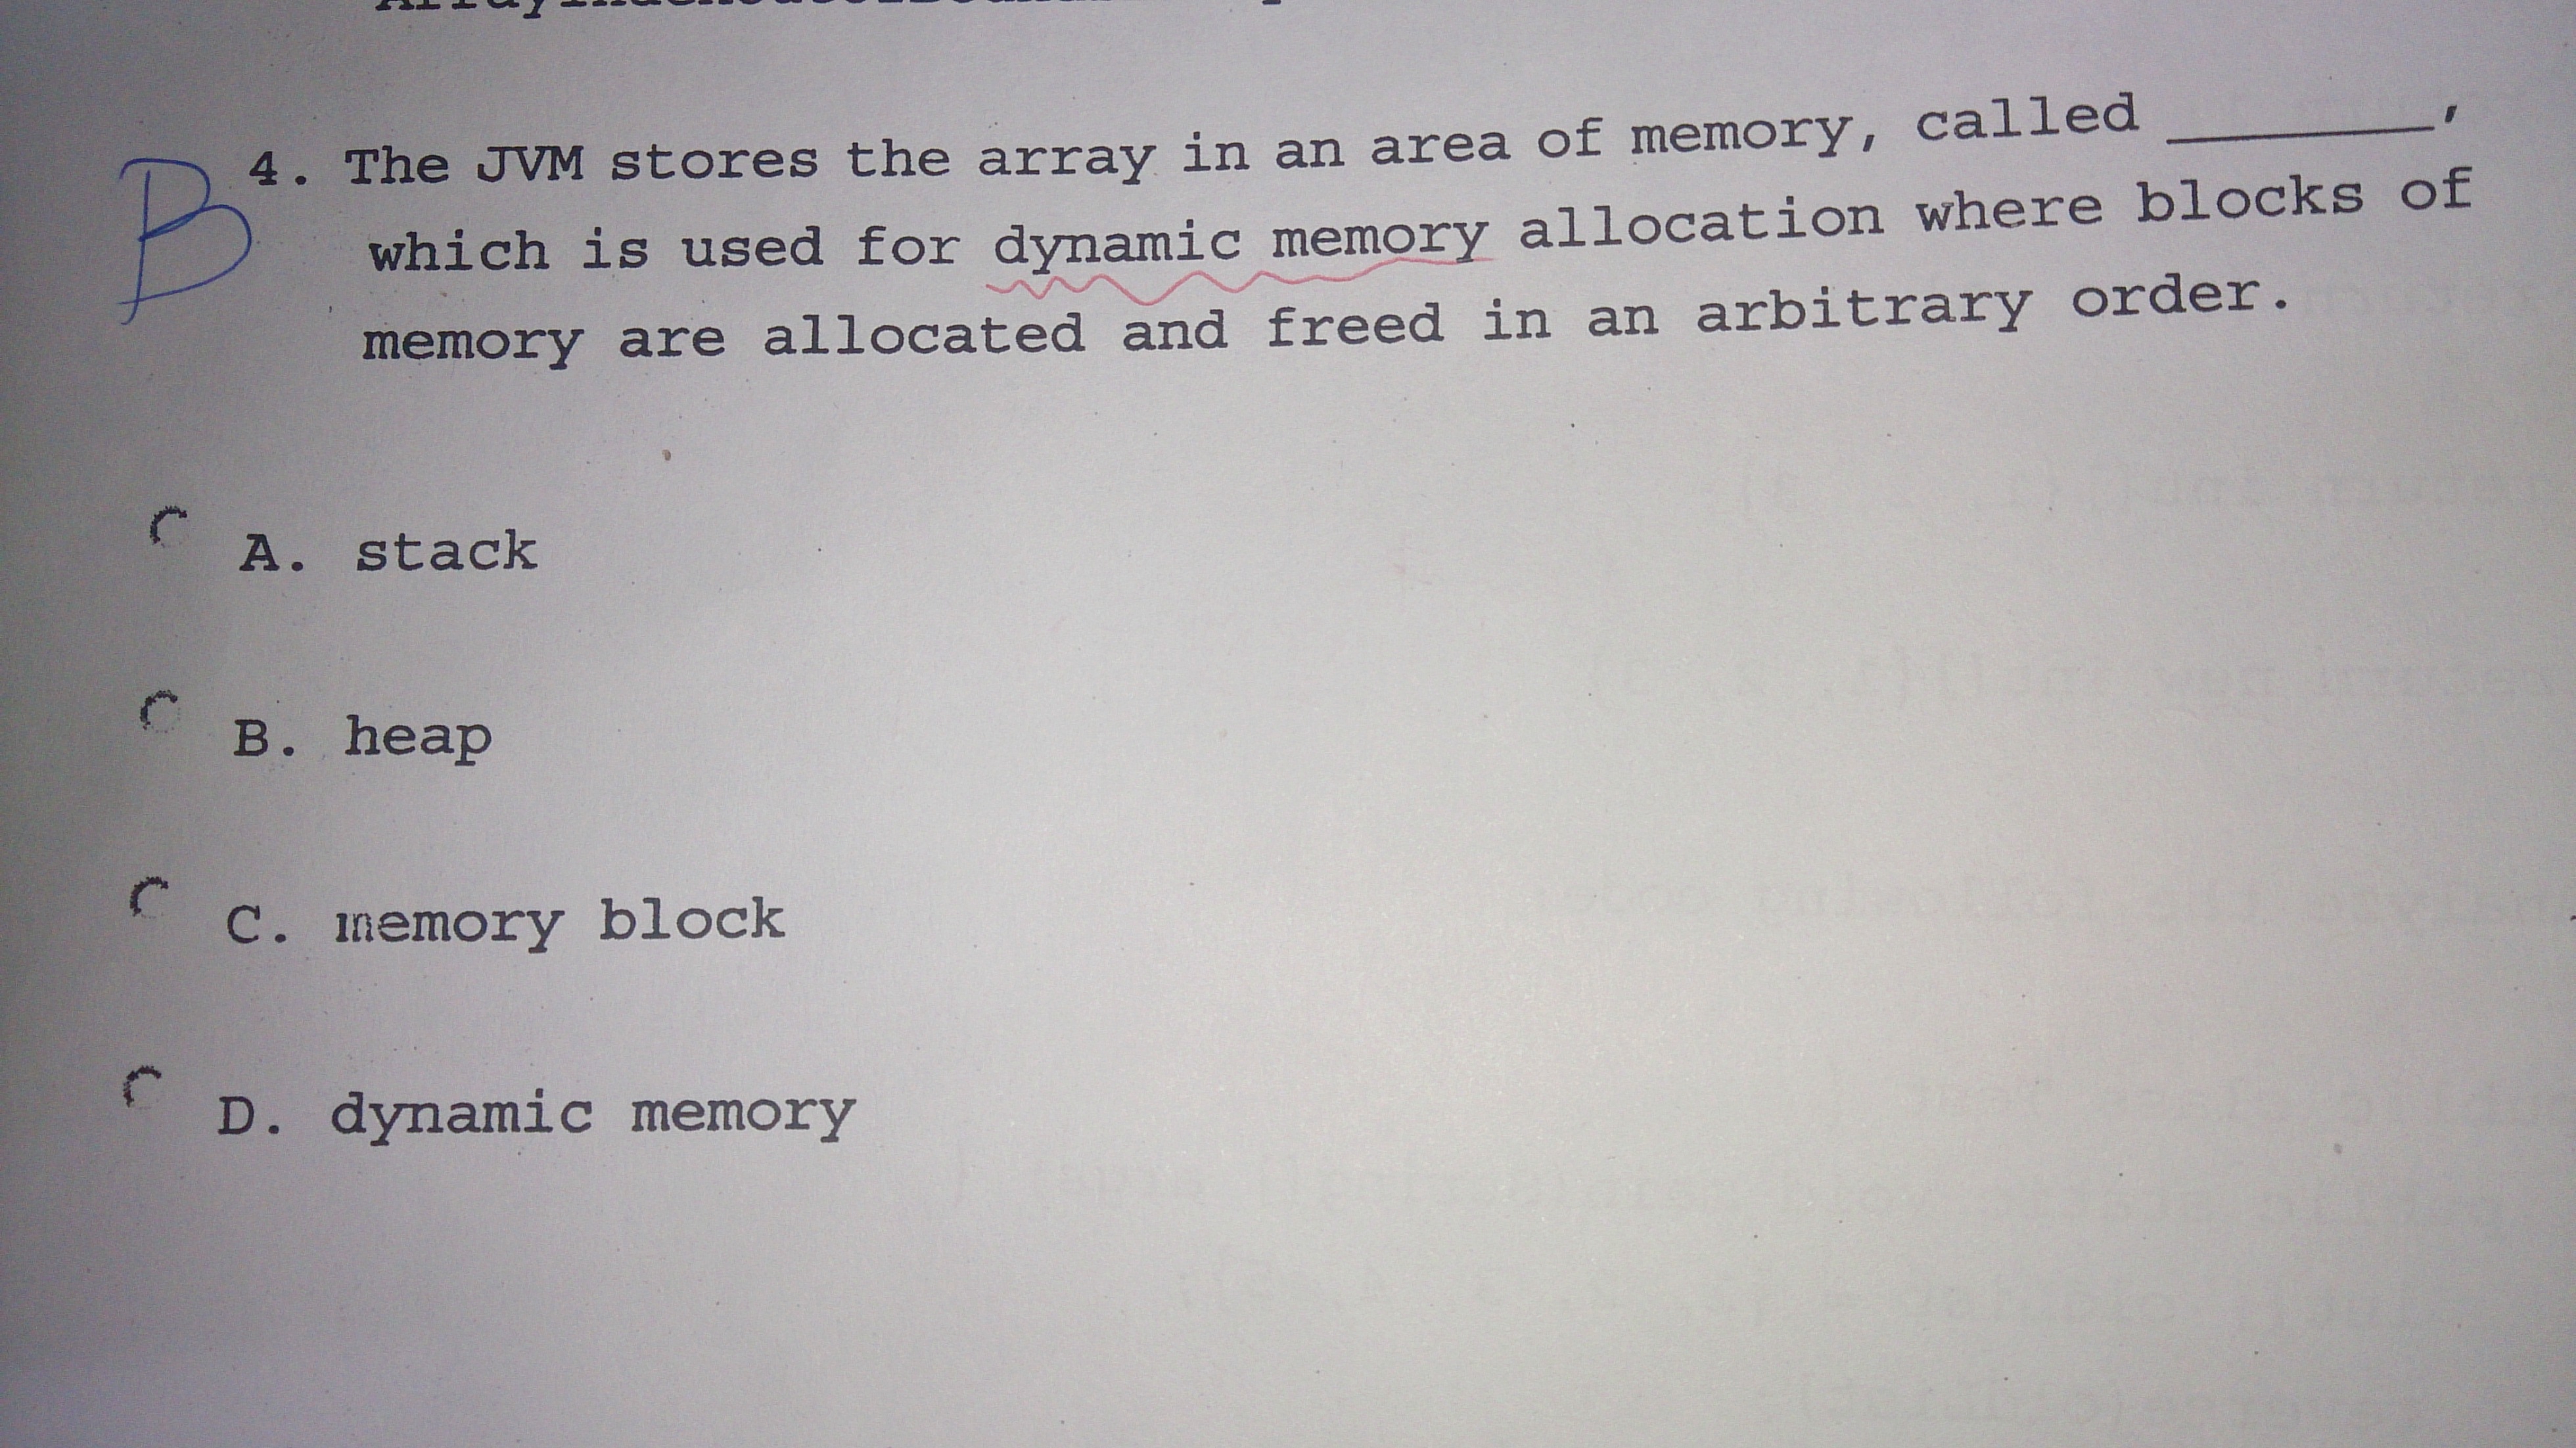 B
4. The JVM stores the array in an area of memory, called ________,
which is used for dynamic memory allocation where blocks of
memory are allocated and freed in an arbitrary order.
A. stack
B. heap
C. memory block
D. dynamic memory